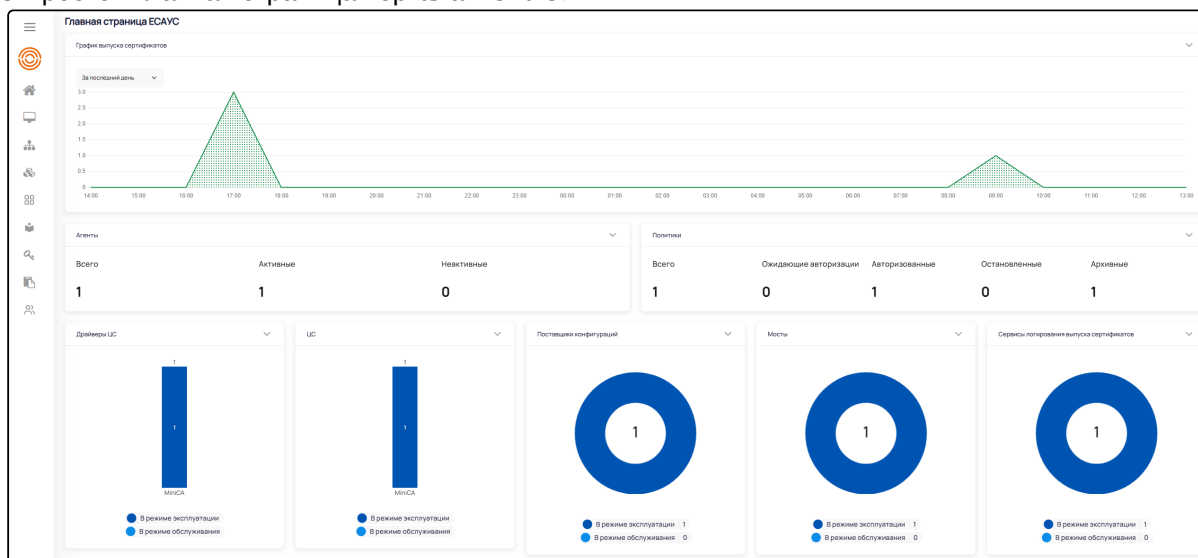 Главная страница ЕСАУС
График выпуска сертификатов
За последний день
3.0
2.5
2.0
1.5
1.0
0.5
0
14:00 15:00 16:00 17:00 18:00 19:00 20:00 21:00 22:00 23:00 00:00 01:00 02:00 03:00 04:00 05:00 06:00 07:00 08:00 09:00 10:00 11:00 12:00 13:00
Агенты
Всего Активные Неактивные
1 1 0
Политики
Всего Ожидающие авторизации Авторизованные Остановленные Архивные
1 0 1 0 1
Драйверы ЦС
1
1
MiniCA
В режиме эксплуатации
В режиме обслуживания
ЦС
1
1
MiniCA
В режиме эксплуатации
В режиме обслуживания
Поставщики конфигураций
1
В режиме эксплуатации 1
В режиме обслуживания 0
Мосты
1
В режиме эксплуатации 1
В режиме обслуживания 0
Сервисы логирования выпуска сертификатов
1
В режиме эксплуатации 1
В режиме обслуживания 0